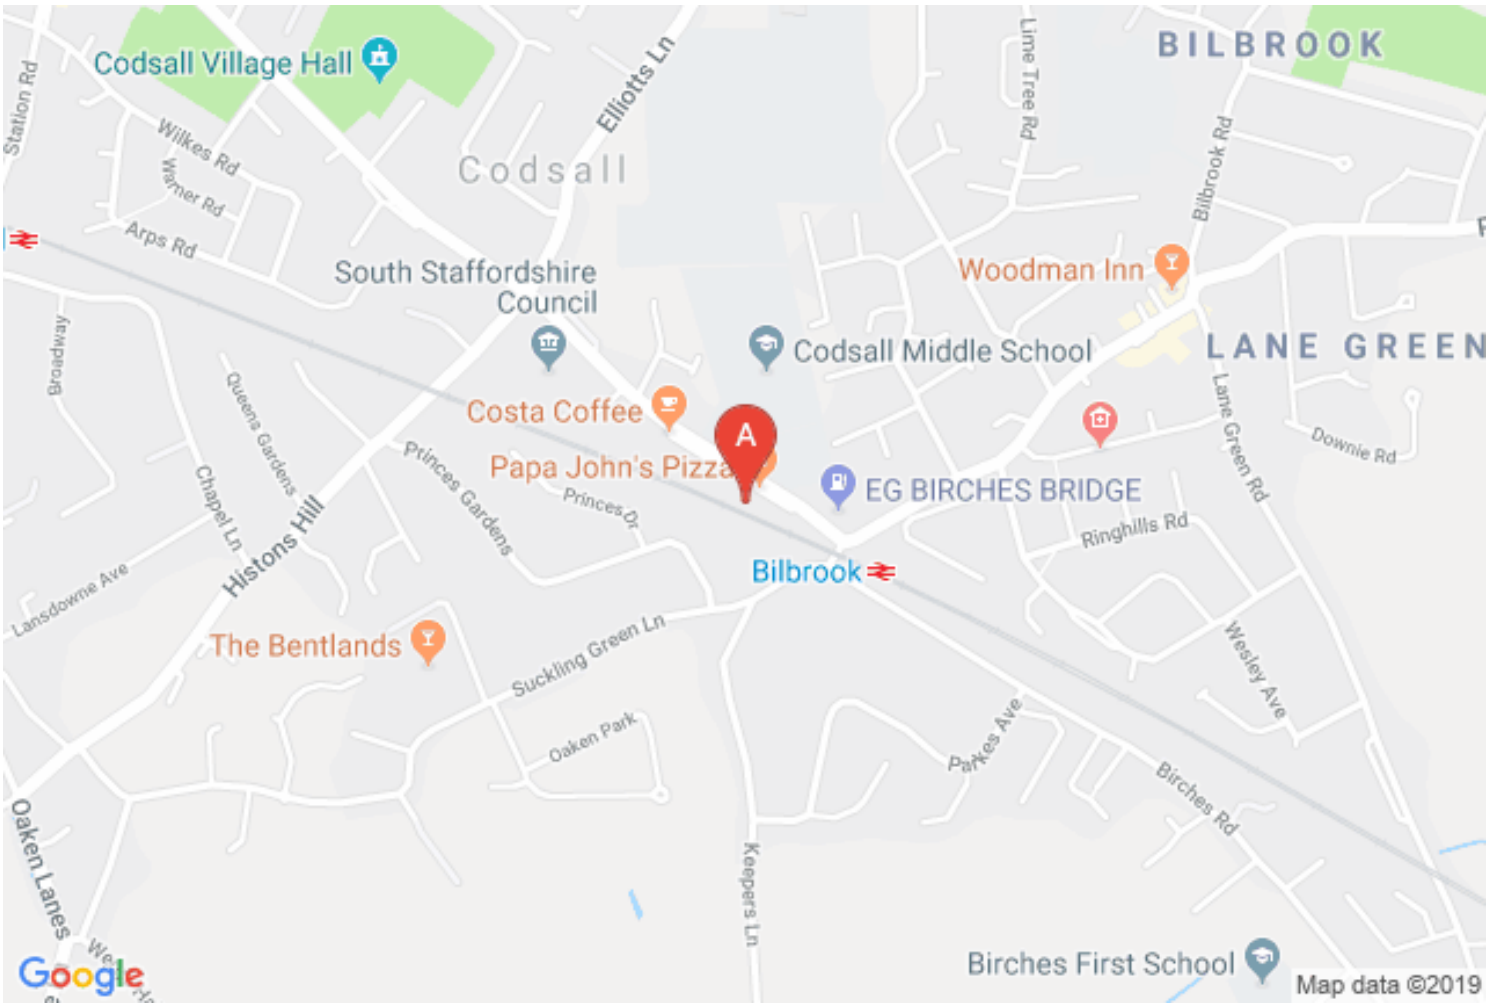 BILBROOK
Codsall Village Hall
Elliotts Ln
Lime Tree Rd
Station Rd
Wilkes Rd
Bilbrook Rd
Codsall
Warner Rd
Arps Rd
Woodman Inn
South Staffordshire
Council
Broadway
Codsall Middle School
LANE GREEN
Queens Gardens
Costa Coffee
A
Lane Green Rd
Downie Rd
Papa John's Pizza
Princes Gardens
Princes Dr
EG BIRCHES BRIDGE
Chapel Ln
Histons Hill
Ringhills Rd
Bilbrook
Lansdowne Ave
The Bentlands
Suckling Green Ln
Wesley Ave
Oaken Park
Parkes Ave
Birches Rd
Oaken Lanes
Keepers Ln
Birches First School
Google
Map data ©2019